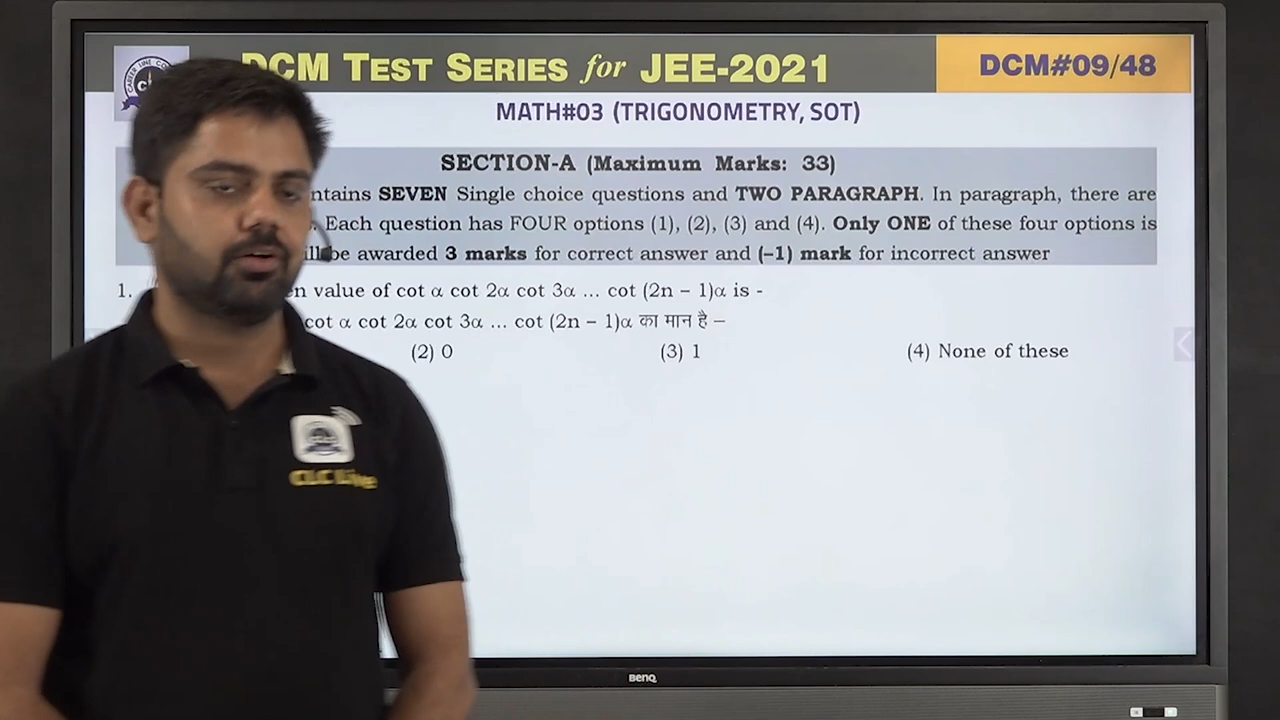 DCM TEST SERIES for JEE-2021
DCM#09/48
MATH#03 (TRIGONOMETRY, SOT)
SECTION-A (Maximum Marks: 33)
SEVEN Single choice questions and TWO PARAGRAPH. In paragraph, there are
Each question has FOUR options (1), (2), (3) and (4). Only ONE of these four options is
be awarded 3 marks for correct answer and (–1) mark for incorrect answer
1. value of cot α cot 2α cot 3α ... cot (2n – 1)α is -
cot α cot 2α cot 3α ... cot (2n – 1)α का मान है –
(2) 0 (3) 1 (4) None of these
CLC Live
BenQ